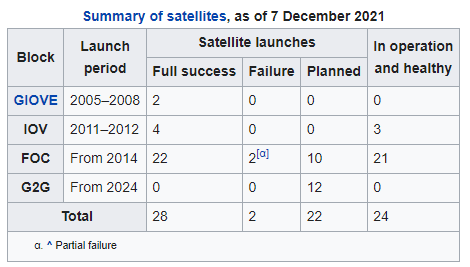 Summary of satellites, as of 7 December 2021
Block Launch period Satellite launches In operation and healthy
Full success Failure Planned
GIOVE 2005–2008 2 0 0 0
IOV 2011–2012 4 0 0 3
FOC From 2014 22 2[α] 10 21
G2G From 2024 0 0 12 0
Total 28 2 22 24
α. ^ Partial failure